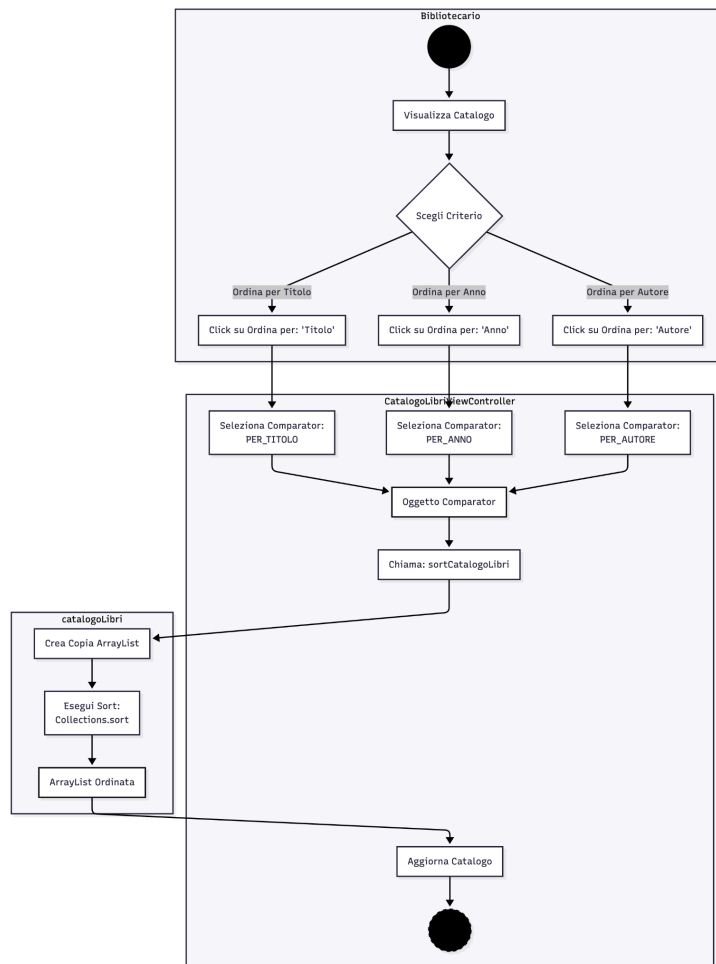 Bibliotecario
Visualizza Catalogo
Scegli Criterio
Ordina per Titolo
Ordina per Anno
Ordina per Autore
Click su Ordina per: 'Titolo'
Click su Ordina per: 'Anno'
Click su Ordina per: 'Autore'
CatalogoLibriViewController
Seleziona Comparator:
PER_TITOLO
Seleziona Comparator:
PER_ANNO
Seleziona Comparator:
PER_AUTORE
Oggetto Comparator
Chiama: sortCatalogoLibri
catalogoLibri
Crea Copia ArrayList
Esegui Sort:
Collections.sort
ArrayList Ordinata
Aggiorna Catalogo